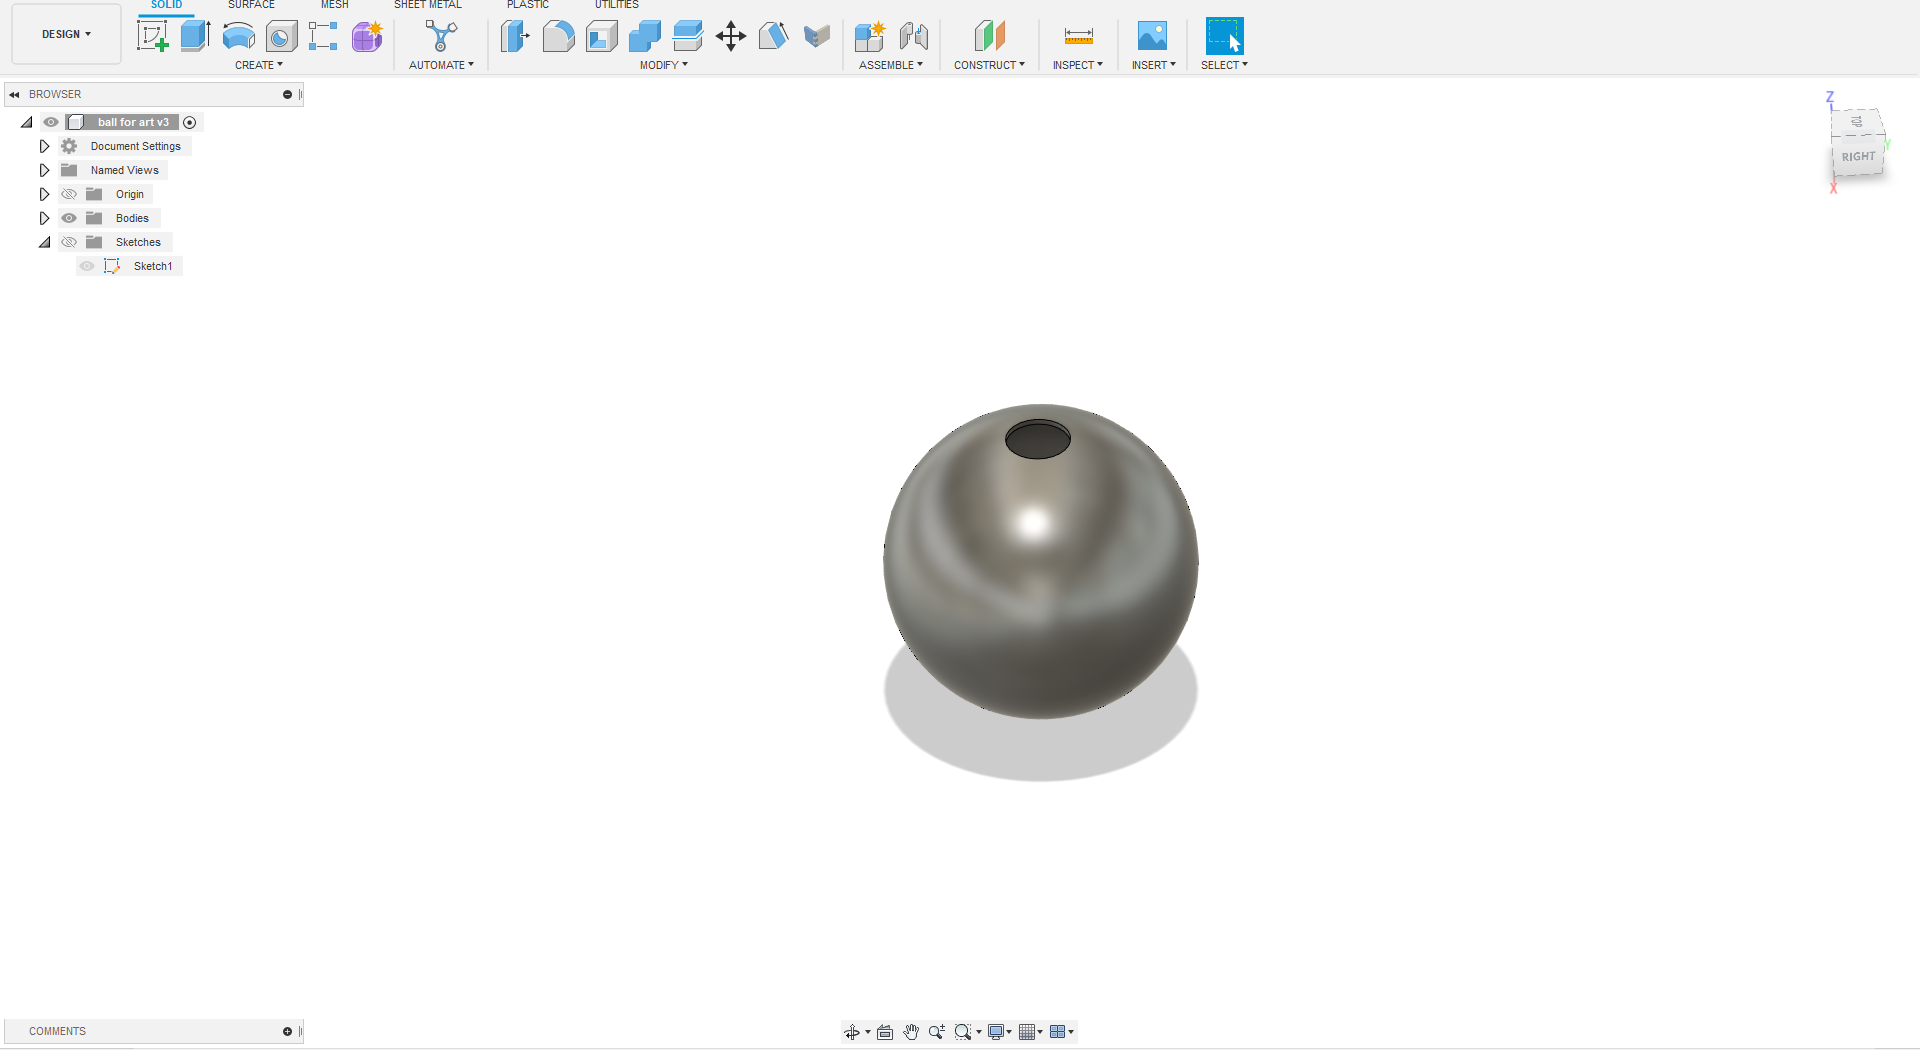 SOLID SURFACE MESH SHEET METAL PLASTIC UTILITIES
DESIGN
CREATE AUTOMATE MODIFY ASSEMBLE CONSTRUCT INSPECT INSERT SELECT
BROWSER
ball for art v3
Document Settings
Named Views
Origin
Bodies
Sketches
Sketch1
Z
TOP
Y
RIGHT
X
COMMENTS